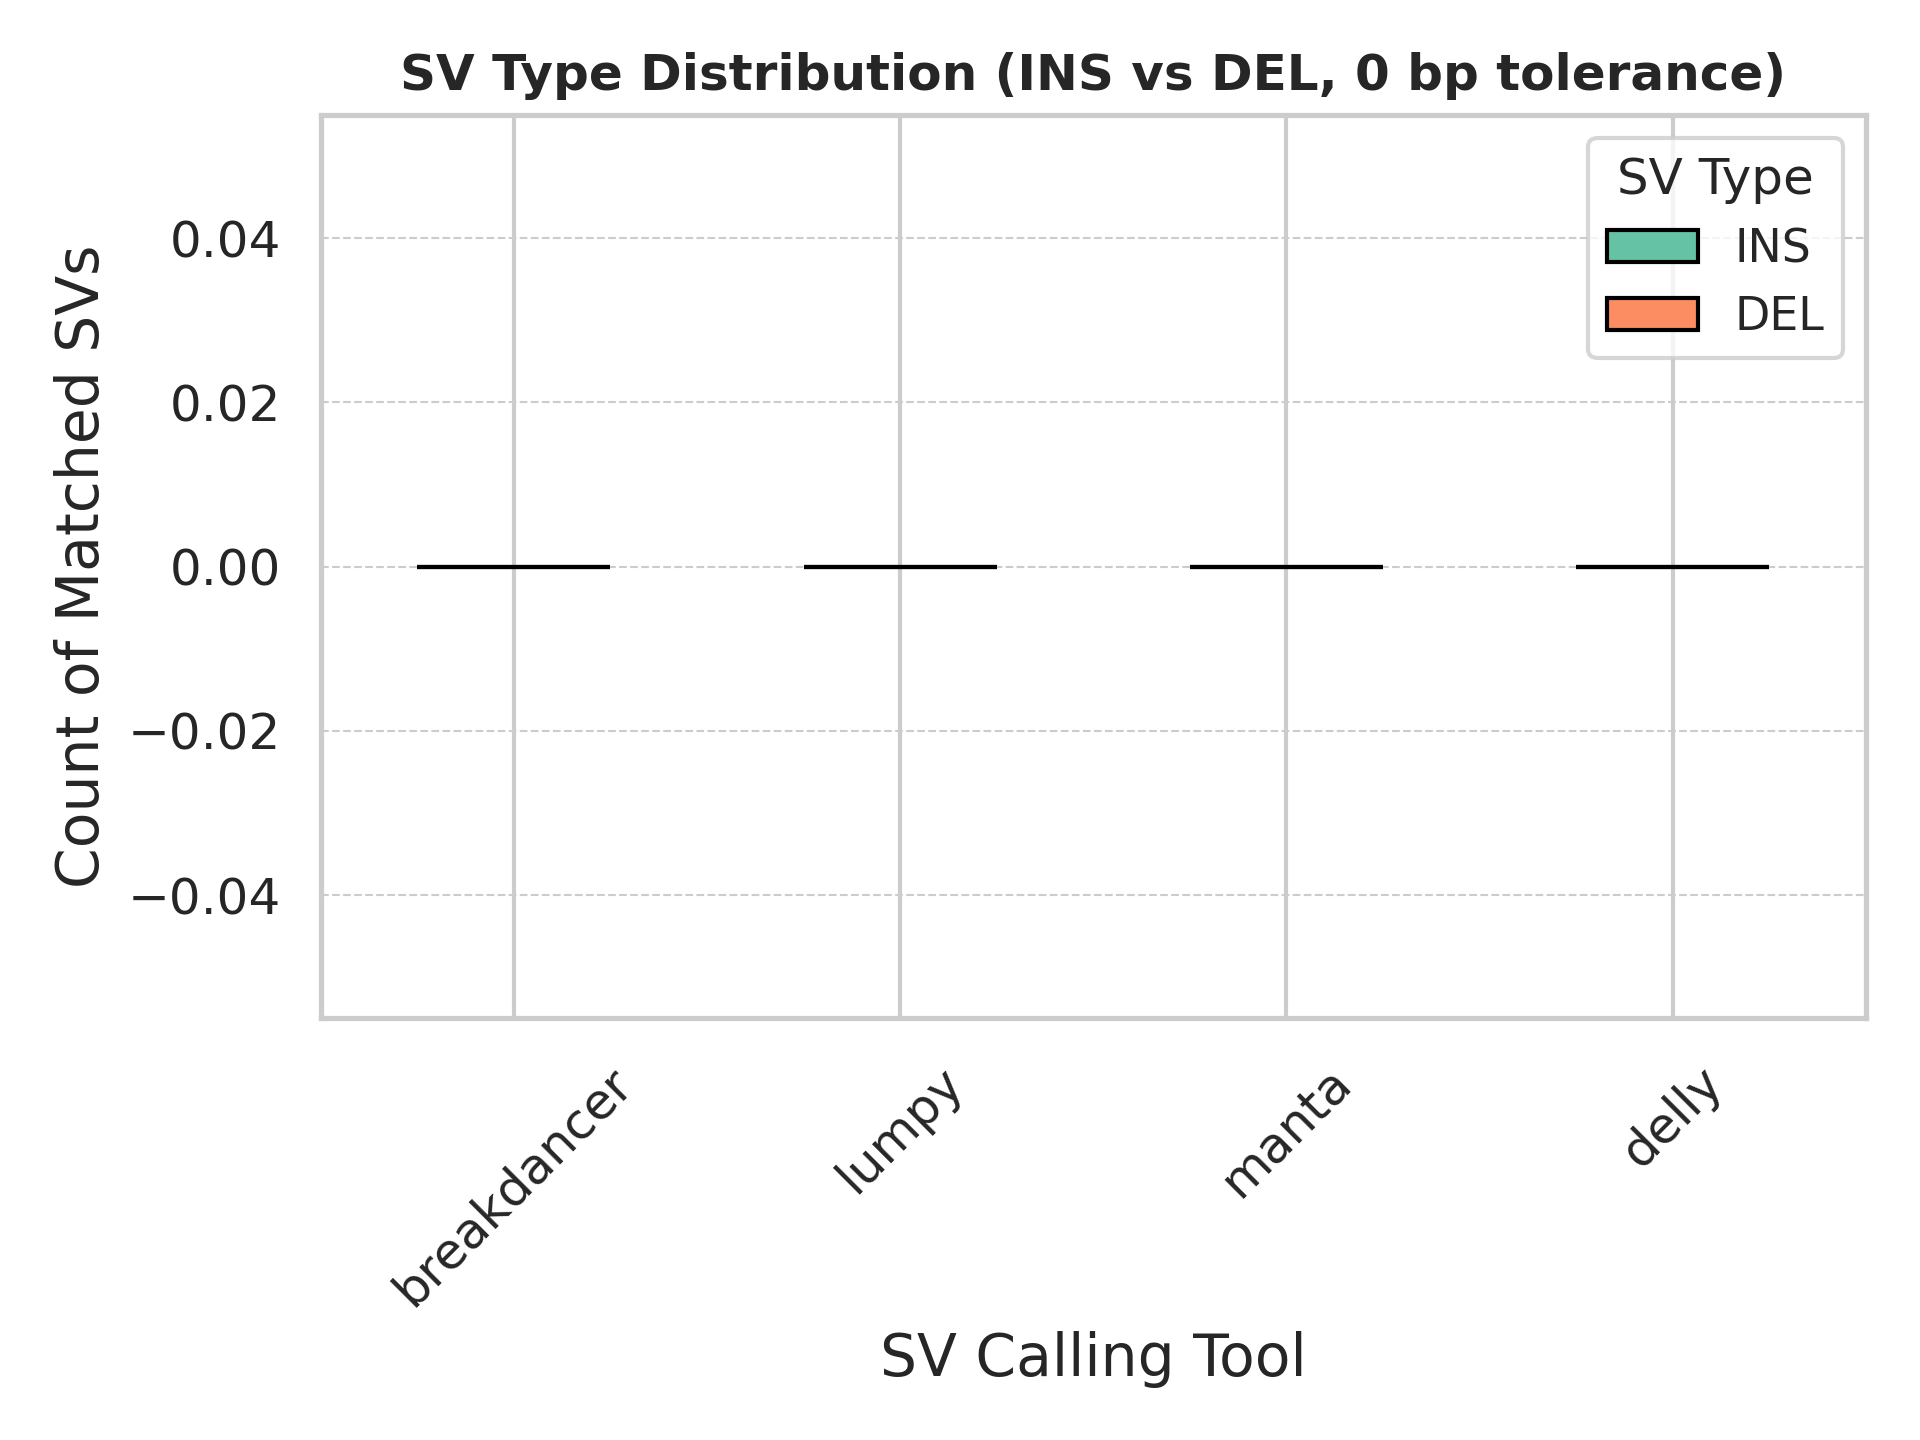 SV Type Distribution (INS vs DEL, 0 bp tolerance)
SV Type
INS
DEL
Count of Matched SVs
0.04
0.02
0.00
−0.02
−0.04
breakdancer
lumpy
manta
delly
SV Calling Tool